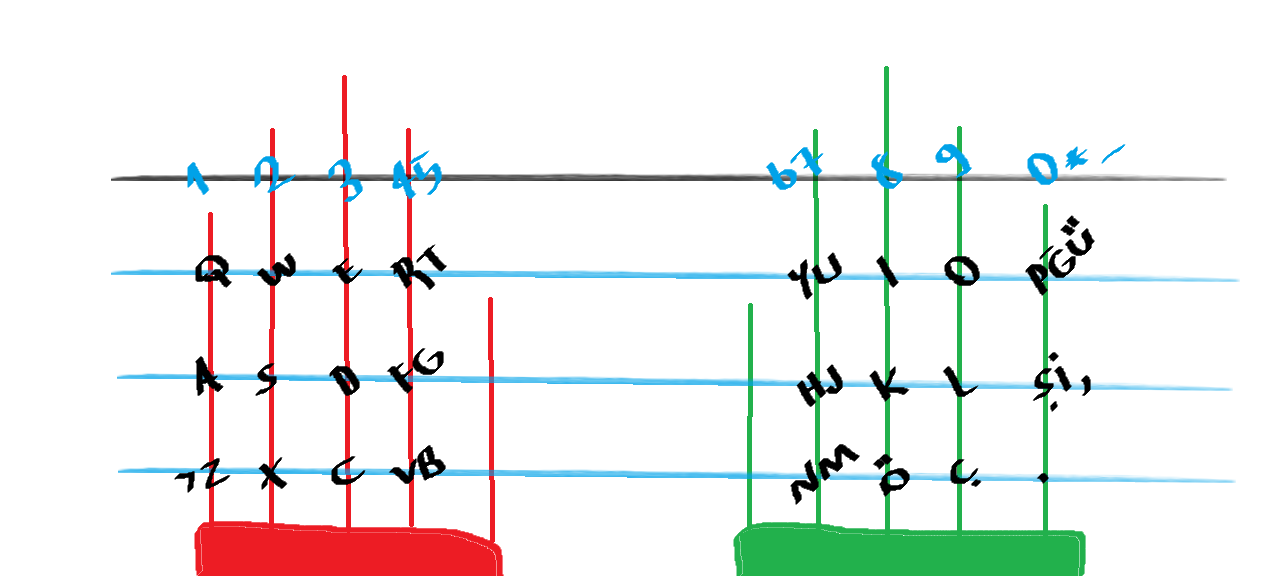 1 2 3 45 67 8 9 0*-
Q W E RT YU I O PĞÜ
A S D FG HJ K L Şİ,
<Z X C VB NM Ö Ç .